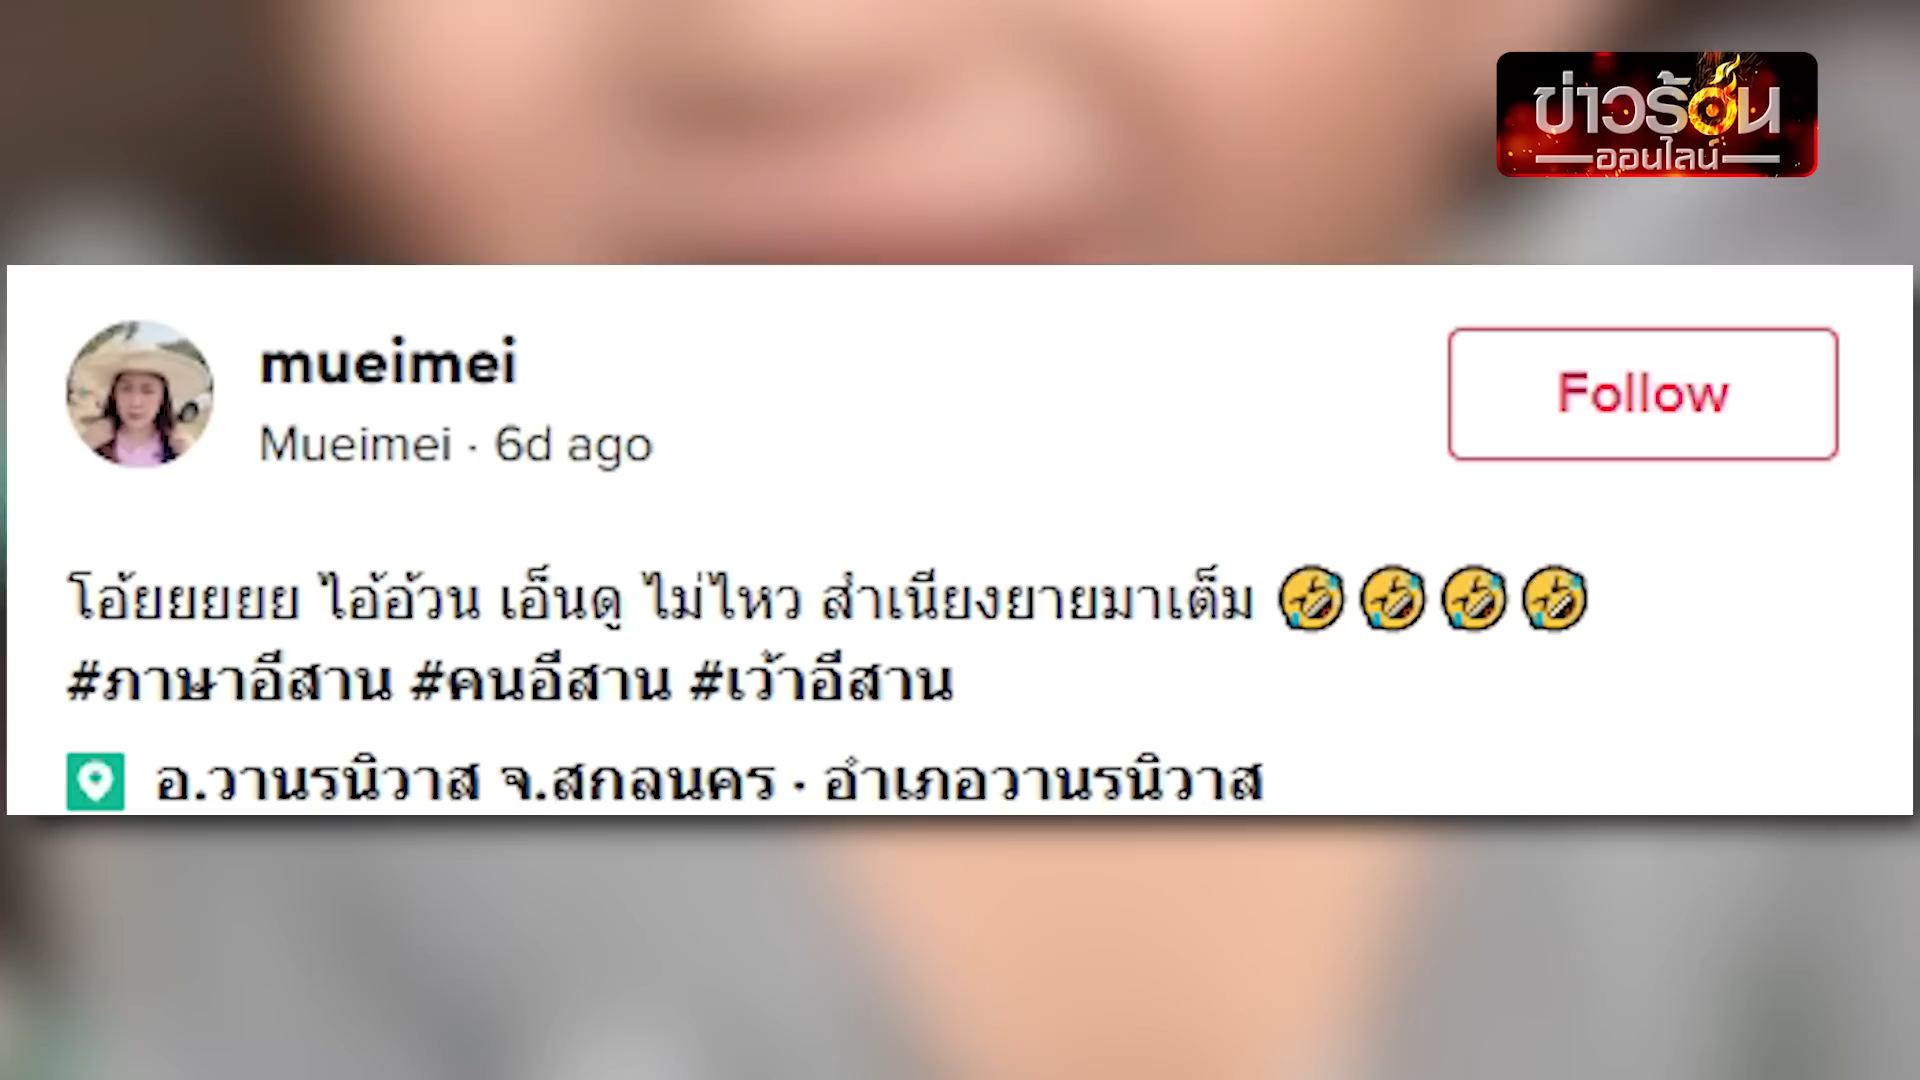 ข่าวร้อน
ออนไลน์
mueimei
Follow
Mueimei · 6d ago
โอ้ยยยยย ไอ้อ้วน เอ็นดู ไม่ไหว สำเนียงยายมาเต็ม 🤣🤣🤣🤣
#ภาษาอีสาน #คนอีสาน #เว้าอีสาน
อ.วานรนิวาส จ.สกลนคร · อำเภอวานรนิวาส